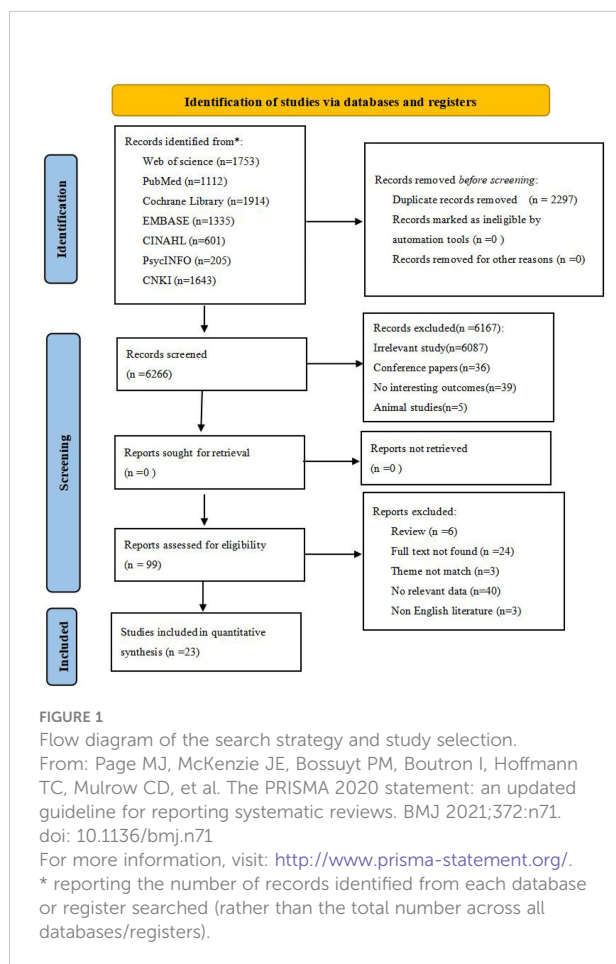 Identification of studies via databases and registers
Identification
Records identified from*:
Web of science (n=1753)
PubMed (n=1112)
Cochrane Library (n=1914)
EMBASE (n=1335)
CINAHL (n=601)
PsycINFO (n=205)
CNKI (n=1643)
Records removed before screening:
Duplicate records removed (n = 2297)
Records marked as ineligible by
automation tools (n =0 )
Records removed for other reasons (n =0)
Screening
Records screened
(n =6266)
Records excluded(n =6167):
Irrelevant study(n=6087)
Conference papers(n=36)
No interesting outcomes(n=39)
Animal studies(n=5)
Reports sought for retrieval
(n =0 )
Reports not retrieved
(n =0 )
Reports assessed for eligibility
(n = 99)
Reports excluded:
Review (n =6)
Full text not found (n =24)
Theme not match(n=3)
No relevant data(n=40)
Non English literature(n=3)
Included
Studies included in quantitative
synthesis (n =23)
FIGURE 1
Flow diagram of the search strategy and study selection.
From: Page MJ, McKenzie JE, Bossuyt PM, Boutron I, Hoffmann
TC, Mulrow CD, et al. The PRISMA 2020 statement: an updated
guideline for reporting systematic reviews. BMJ 2021;372:n71.
doi: 10.1136/bmj.n71
For more information, visit: http://www.prisma-statement.org/.
* reporting the number of records identified from each database
or register searched (rather than the total number across all
databases/registers).